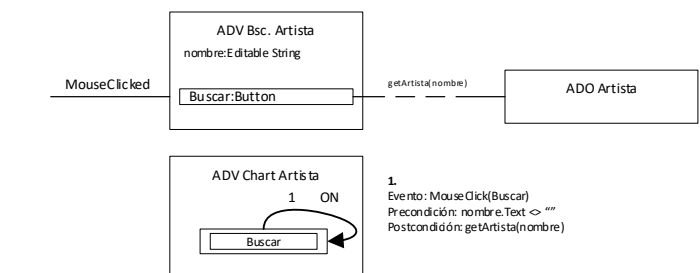 ADV Bsc. Artista
nombre:Editable String
MouseClicked
Buscar:Button
getArtista(nombre)
ADO Artista
ADV Chart Artista
1 ON
Buscar
1.
Evento: MouseClick(Buscar)
Precondición: nombre.Text <> “”
Postcondición: getArtista(nombre)